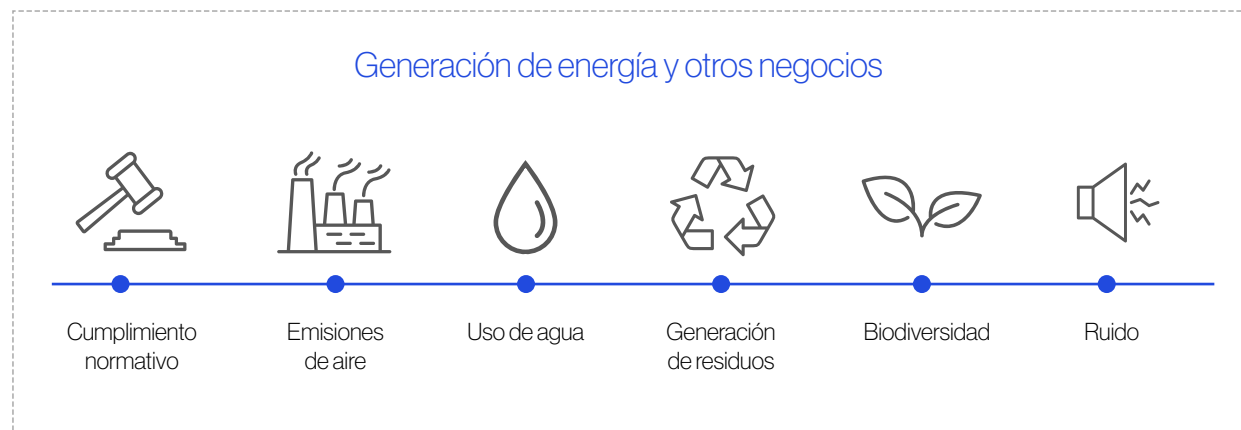 Generación de energía y otros negocios
Cumplimiento
normativo
Emisiones
de aire
Uso de agua
Generación
de residuos
Biodiversidad
Ruido